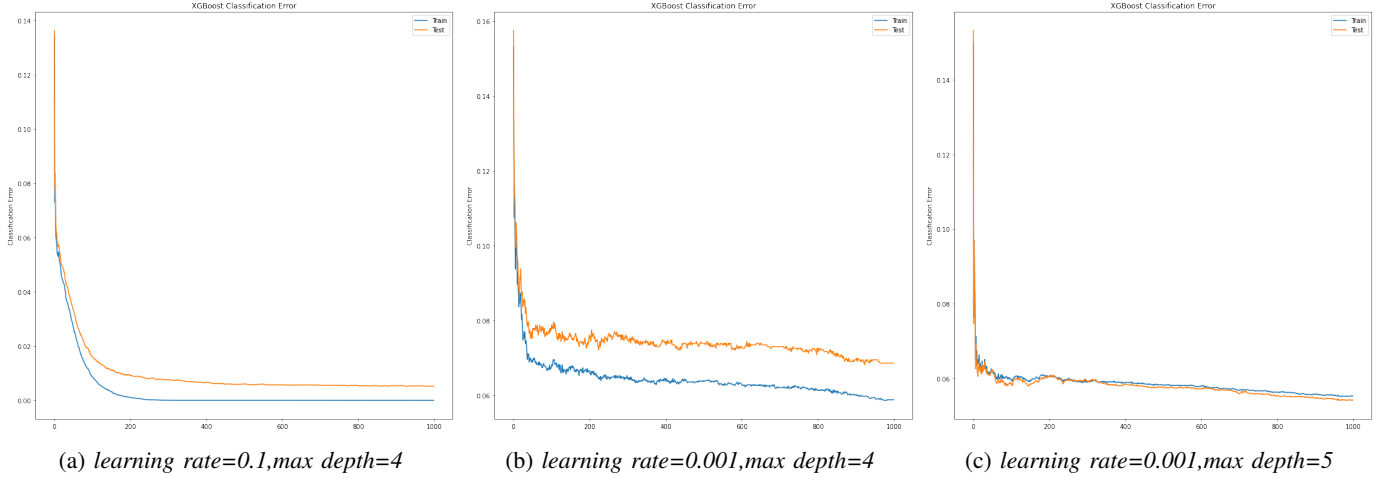 XGBoost Classification Error
Train
Test
0.14
0.12
0.10
0.08
0.06
0.04
0.02
0.00
Classification Error
0 200 400 600 800 1000
(a) learning rate=0.1,max depth=4
XGBoost Classification Error
Train
Test
0.16
0.14
0.12
0.10
0.08
0.06
Classification Error
0 200 400 600 800 1000
(b) learning rate=0.001,max depth=4
XGBoost Classification Error
Train
Test
0.14
0.12
0.10
0.08
0.06
Classification Error
0 200 400 600 800 1000
(c) learning rate=0.001,max depth=5